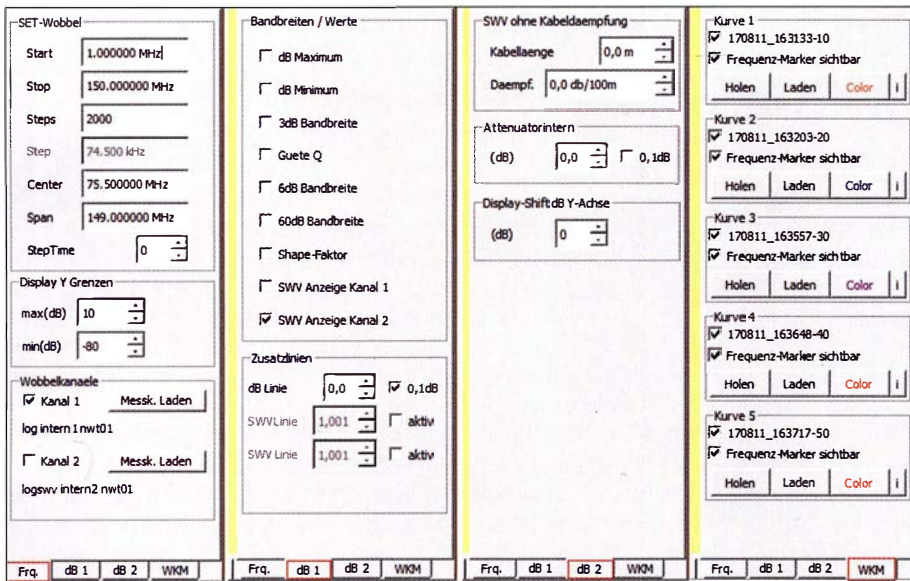 SET-Wobbel
Start 1.000000 MHz
Stop 150.000000 MHz
Steps 2000
Step 74.500 kHz
Center 75.500000 MHz
Span 149.000000 MHz
StepTime 0
Display Y Grenzen
max(dB) 10
min(dB) -80
Wobbelkanaele
Kanal 1 Messk. Laden
log intern 1 nwt01
Kanal 2 Messk. Laden
logswv intern2 nwt01
Frq. dB 1 dB 2 WKM
Bandbreiten / Werte
dB Maximum
dB Minimum
3dB Bandbreite
Guete Q
6dB Bandbreite
60dB Bandbreite
Shape-Faktor
SWV Anzeige Kanal 1
SWV Anzeige Kanal 2
Zusatzlinien
dB Linie 0,0 0,1dB
SWV Linie 1,001 aktiv
SWV Linie 1,001 aktiv
Frq. dB 1 dB 2 WKM
SWV ohne Kabeldaempfung
Kabellaenge 0,0 m
Daempf. 0,0 db/100m
Attenuatorintern
(dB) 0,0 0,1dB
Display-Shift dB Y-Achse
(dB) 0
Frq. dB 1 dB 2 WKM
Kurve 1
170811_163133-10
Frequenz-Marker sichtbar
Holen Laden Color i
Kurve 2
170811_163203-20
Frequenz-Marker sichtbar
Holen Laden Color i
Kurve 3
170811_163557-30
Frequenz-Marker sichtbar
Holen Laden Color i
Kurve 4
170811_163648-40
Frequenz-Marker sichtbar
Holen Laden Color i
Kurve 5
170811_163717-50
Frequenz-Marker sichtbar
Holen Laden Color i
Frq. dB 1 dB 2 WKM